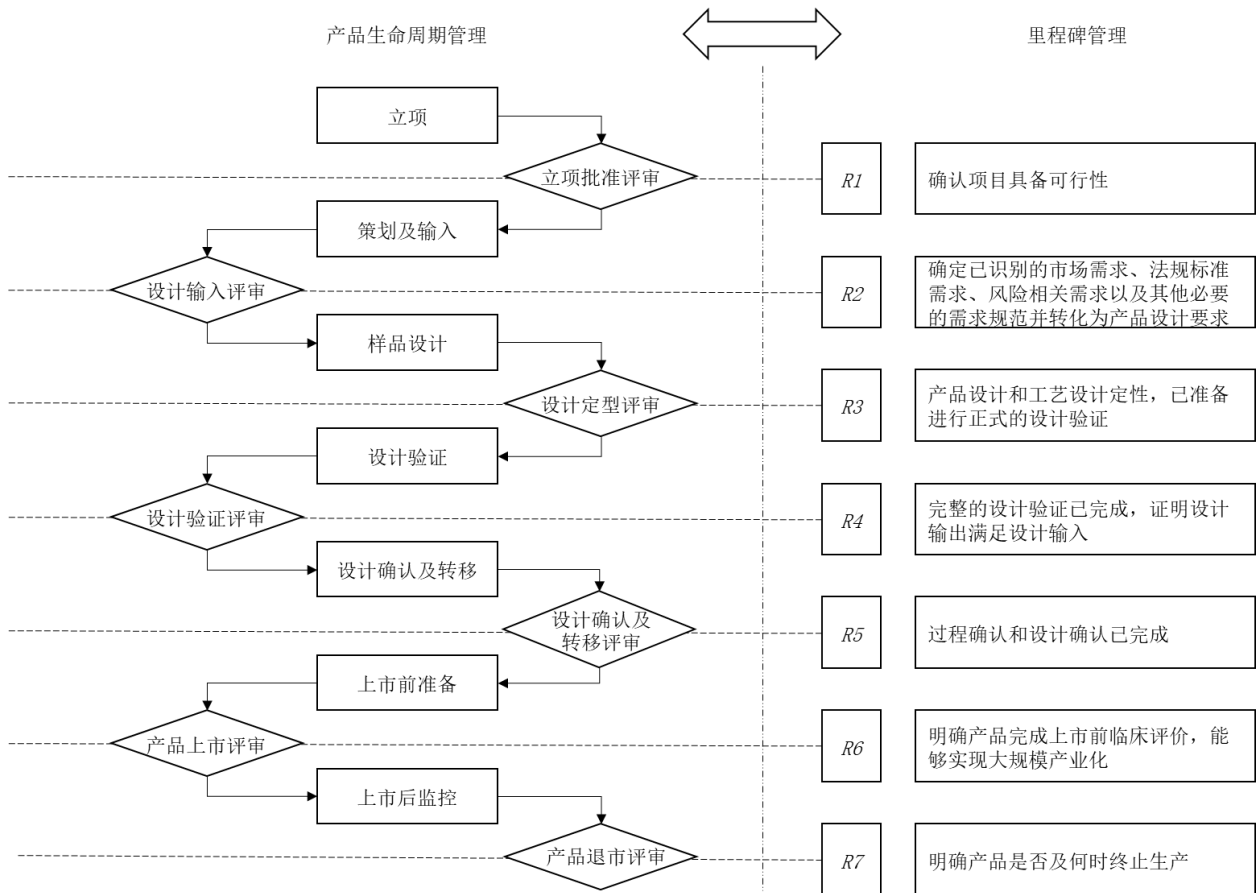 产品生命周期管理
里程碑管理
立项
立项批准评审
R1
确认项目具备可行性
策划及输入
设计输入评审
R2
确定已识别的市场需求、法规标准
需求、风险相关需求以及其他必要
的需求规范并转化为产品设计要求
样品设计
设计定型评审
R3
产品设计和工艺设计定性，已准备
进行正式的设计验证
设计验证
设计验证评审
R4
完整的设计验证已完成，证明设计
输出满足设计输入
设计确认及转移
设计确认及
转移评审
R5
过程确认和设计确认已完成
上市前准备
产品上市评审
R6
明确产品完成上市前临床评价，能
够实现大规模产业化
上市后监控
产品退市评审
R7
明确产品是否及何时终止生产